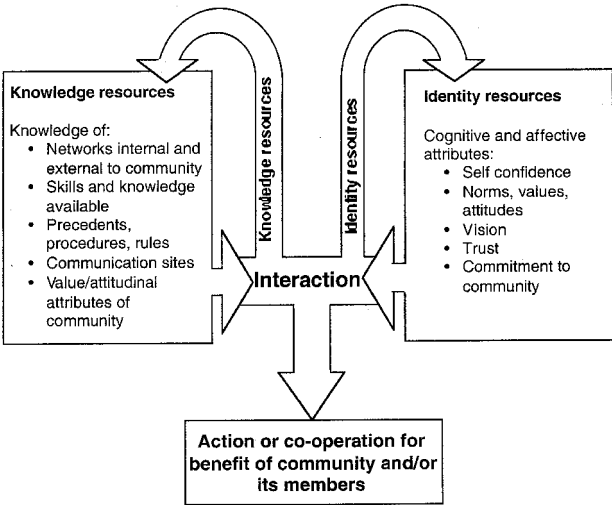 Knowledge resources
Knowledge of:
• Networks internal and
external to community
• Skills and knowledge
available
• Precedents,
procedures, rules
• Communication sites
• Value/attitudinal
attributes of
community
Knowledge resources
Identity resources
Identity resources
Cognitive and affective
attributes:
• Self confidence
• Norms, values,
attitudes
• Vision
• Trust
• Commitment to
community
Interaction
Action or co-operation for
benefit of community and/or
its members